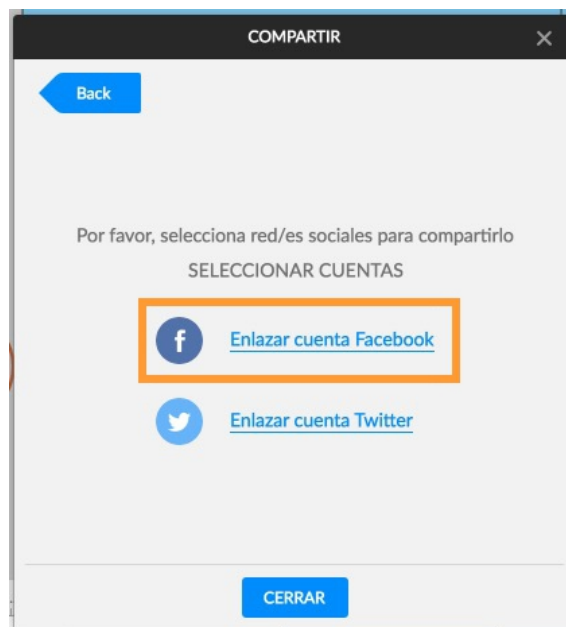 COMPARTIR
Back
Por favor, selecciona red/es sociales para compartirlo
SELECCIONAR CUENTAS
Enlazar cuenta Facebook
Enlazar cuenta Twitter
CERRAR